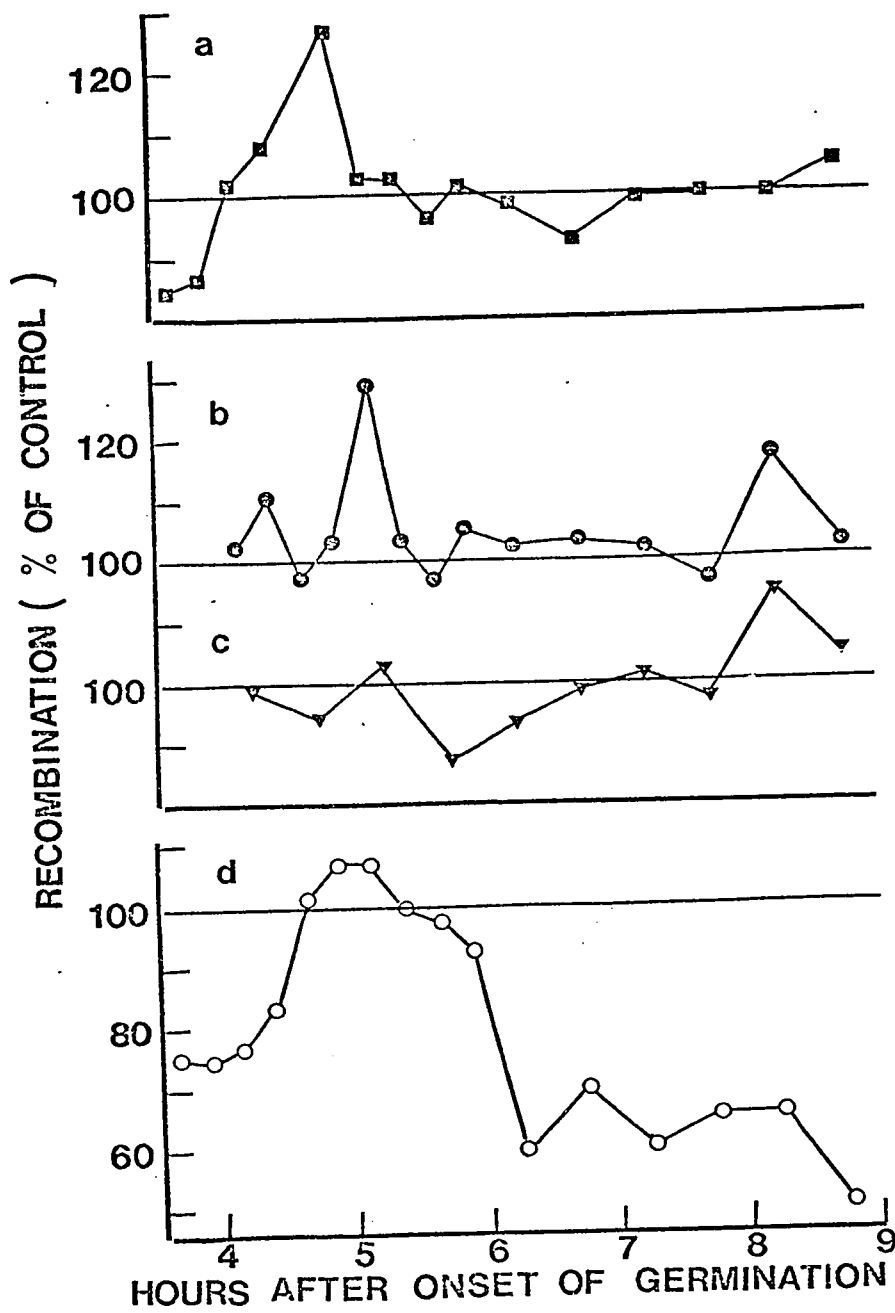 a
120
100
b
120
100
c
100
d
100
80
60
4 5 6 7 8 9
HOURS AFTER ONSET OF GERMINATION
RECOMBINATION ( % OF CONTROL )